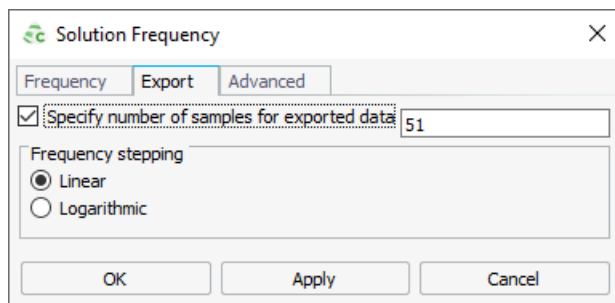 Solution Frequency
Frequency Export Advanced
Specify number of samples for exported data 51
Frequency stepping
Linear
Logarithmic
OK Apply Cancel